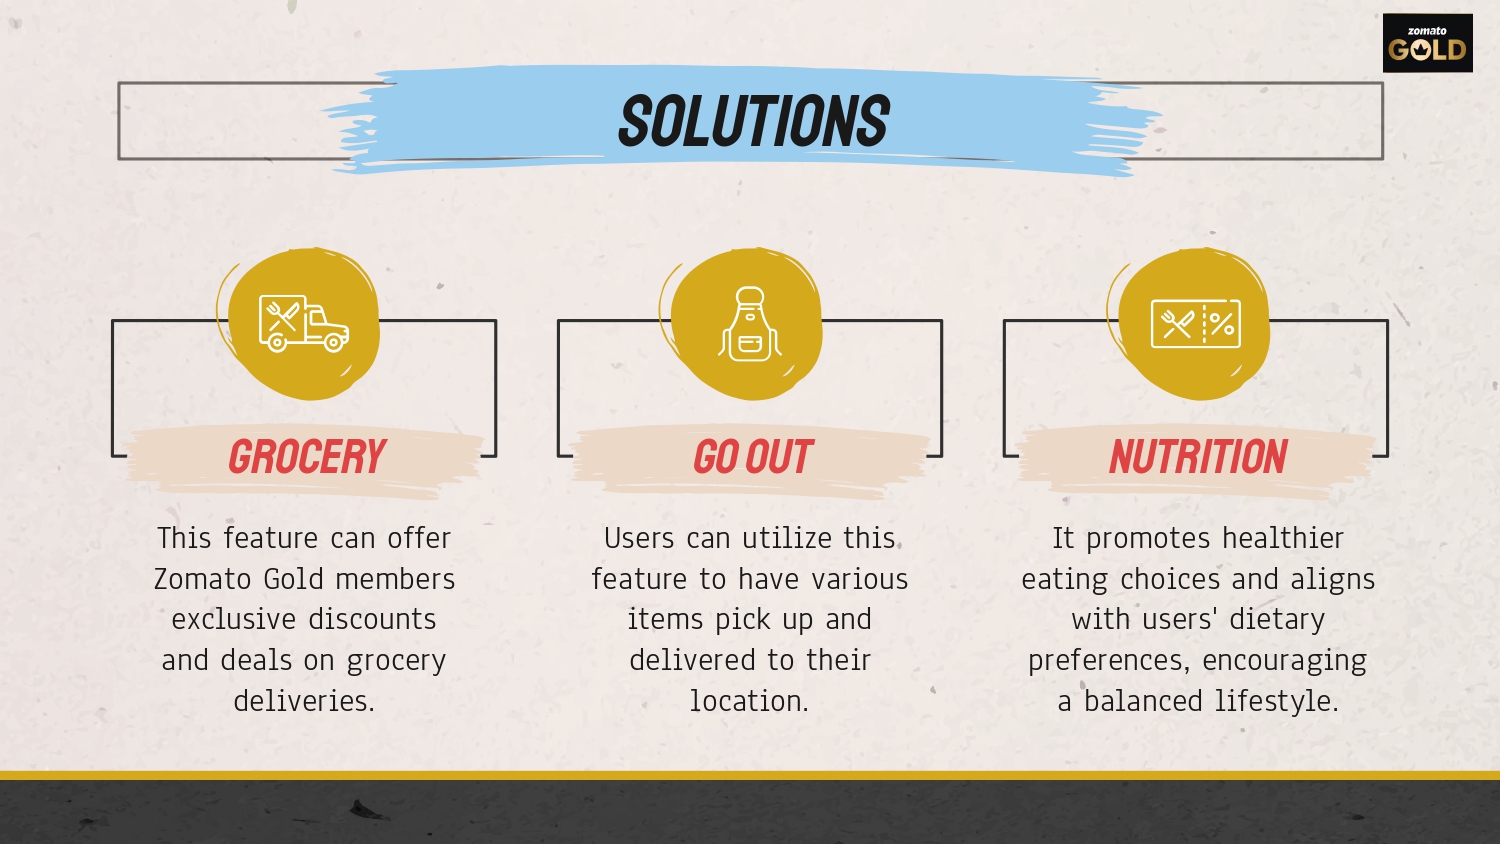 zomato
GOLD
SOLUTIONS
GROCERY
This feature can offer
Zomato Gold members
exclusive discounts
and deals on grocery
deliveries.
GO OUT
Users can utilize this
feature to have various
items pick up and
delivered to their
location.
NUTRITION
It promotes healthier
eating choices and aligns
with users' dietary
preferences, encouraging
a balanced lifestyle.